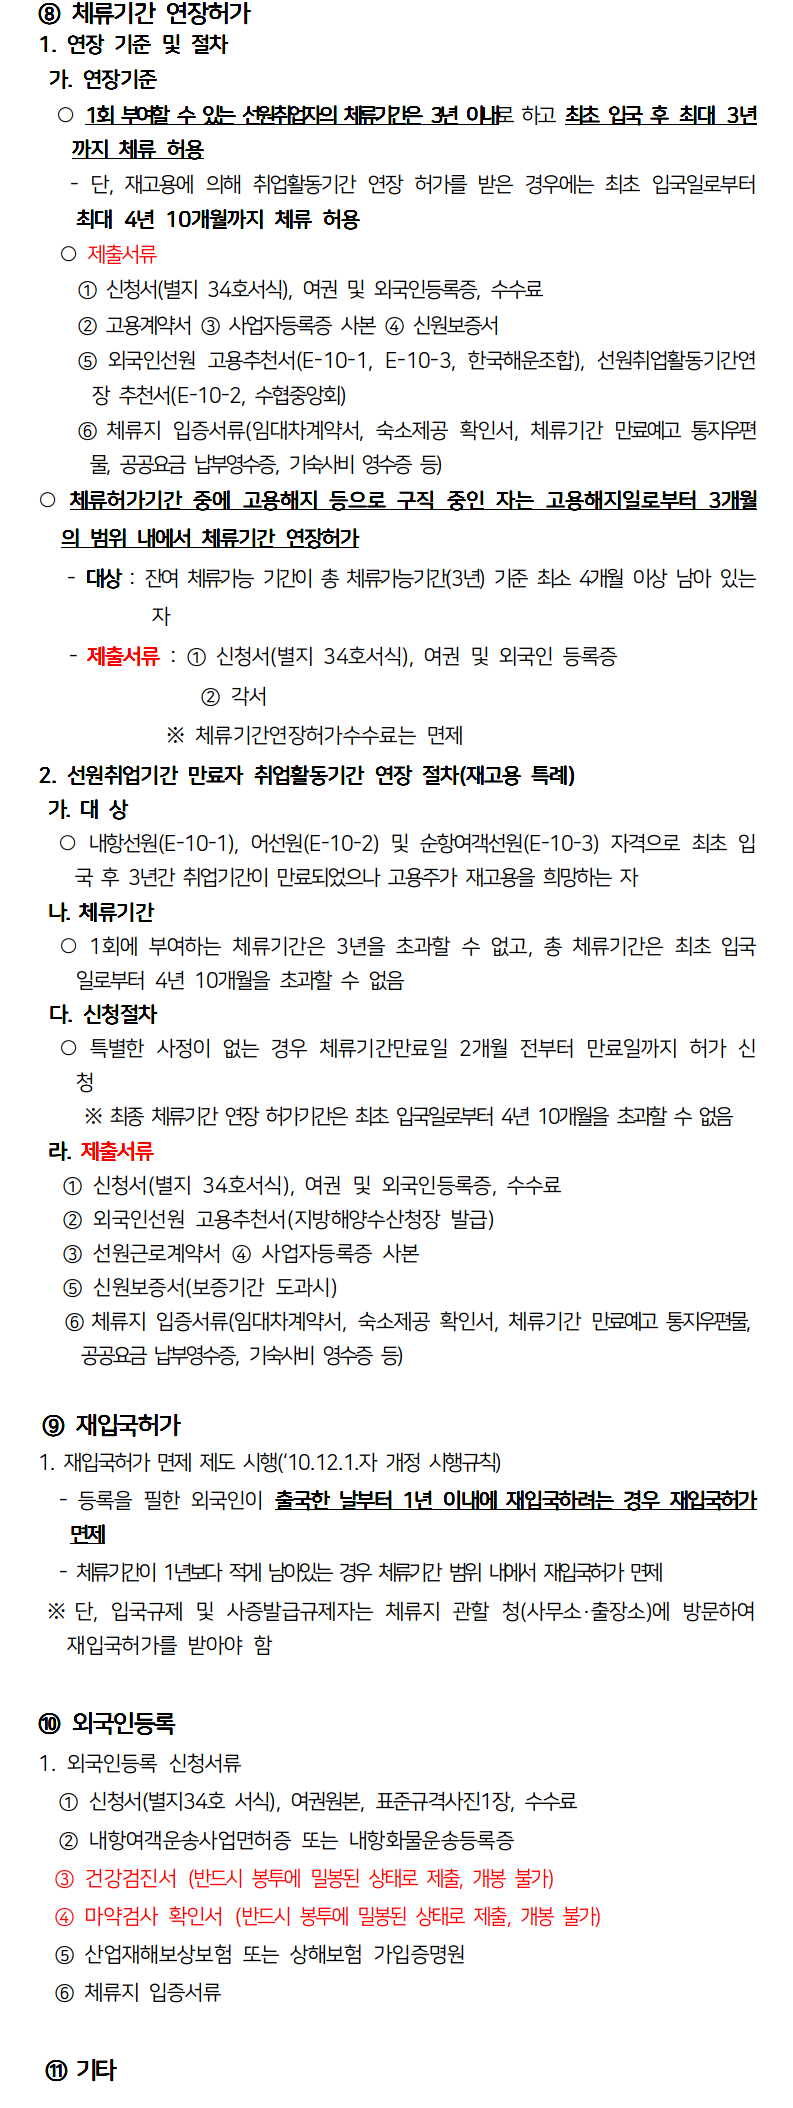 ⑧ 체류기간 연장허가
1. 연장 기준 및 절차
가. 연장기준
○ 1회 부여할 수 있는 선원취업자의 체류기간은 3년 이내로 하고 최초 입국 후 최대 3년
까지 체류 허용
- 단, 재고용에 의해 취업활동기간 연장 허가를 받은 경우에는 최초 입국일로부터
최대 4년 10개월까지 체류 허용
○ 제출서류
① 신청서(별지 34호서식), 여권 및 외국인등록증, 수수료
② 고용계약서 ③ 사업자등록증 사본 ④ 신원보증서
⑤ 외국인선원 고용추천서(E-10-1, E-10-3, 한국해운조합), 선원취업활동기간연
장 추천서(E-10-2, 수협중앙회)
⑥ 체류지 입증서류(임대차계약서, 숙소제공 확인서, 체류기간 만료예고 통지우편
물, 공공요금 납부영수증, 기숙사비 영수증 등)
○ 체류허가기간 중에 고용해지 등으로 구직 중인 자는 고용해지일로부터 3개월
의 범위 내에서 체류기간 연장허가
- 대상 : 잔여 체류가능 기간이 총 체류가능기간(3년) 기준 최소 4개월 이상 남아 있는
자
- 제출서류 : ① 신청서(별지 34호서식), 여권 및 외국인 등록증
② 각서
※ 체류기간연장허가수수료는 면제
2. 선원취업기간 만료자 취업활동기간 연장 절차(재고용 특례)
가. 대 상
○ 내항선원(E-10-1), 어선원(E-10-2) 및 순항여객선원(E-10-3) 자격으로 최초 입
국 후 3년간 취업기간이 만료되었으나 고용주가 재고용을 희망하는 자
나. 체류기간
○ 1회에 부여하는 체류기간은 3년을 초과할 수 없고, 총 체류기간은 최초 입국
일로부터 4년 10개월을 초과할 수 없음
다. 신청절차
○ 특별한 사정이 없는 경우 체류기간만료일 2개월 전부터 만료일까지 허가 신
청
※ 최종 체류기간 연장 허가기간은 최초 입국일로부터 4년 10개월을 초과할 수 없음
라. 제출서류
① 신청서(별지 34호서식), 여권 및 외국인등록증, 수수료
② 외국인선원 고용추천서(지방해양수산청장 발급)
③ 선원근로계약서 ④ 사업자등록증 사본
⑤ 신원보증서(보증기간 도과시)
⑥ 체류지 입증서류(임대차계약서, 숙소제공 확인서, 체류기간 만료예고 통지우편물,
공공요금 납부영수증, 기숙사비 영수증 등)
⑨ 재입국허가
1. 재입국허가 면제 제도 시행(‘10.12.1.자 개정 시행규칙)
- 등록을 필한 외국인이 출국한 날부터 1년 이내에 재입국하려는 경우 재입국허가
면제
- 체류기간이 1년보다 적게 남아있는 경우 체류기간 범위 내에서 재입국허가 면제
※ 단, 입국규제 및 사증발급규제자는 체류지 관할 청(사무소·출장소)에 방문하여
재입국허가를 받아야 함
⑩ 외국인등록
1. 외국인등록 신청서류
① 신청서(별지34호 서식), 여권원본, 표준규격사진1장, 수수료
② 내항여객운송사업면허증 또는 내항화물운송등록증
③ 건강검진서 (반드시 봉투에 밀봉된 상태로 제출, 개봉 불가)
④ 마약검사 확인서 (반드시 봉투에 밀봉된 상태로 제출, 개봉 불가)
⑤ 산업재해보상보험 또는 상해보험 가입증명원
⑥ 체류지 입증서류
⑪ 기타